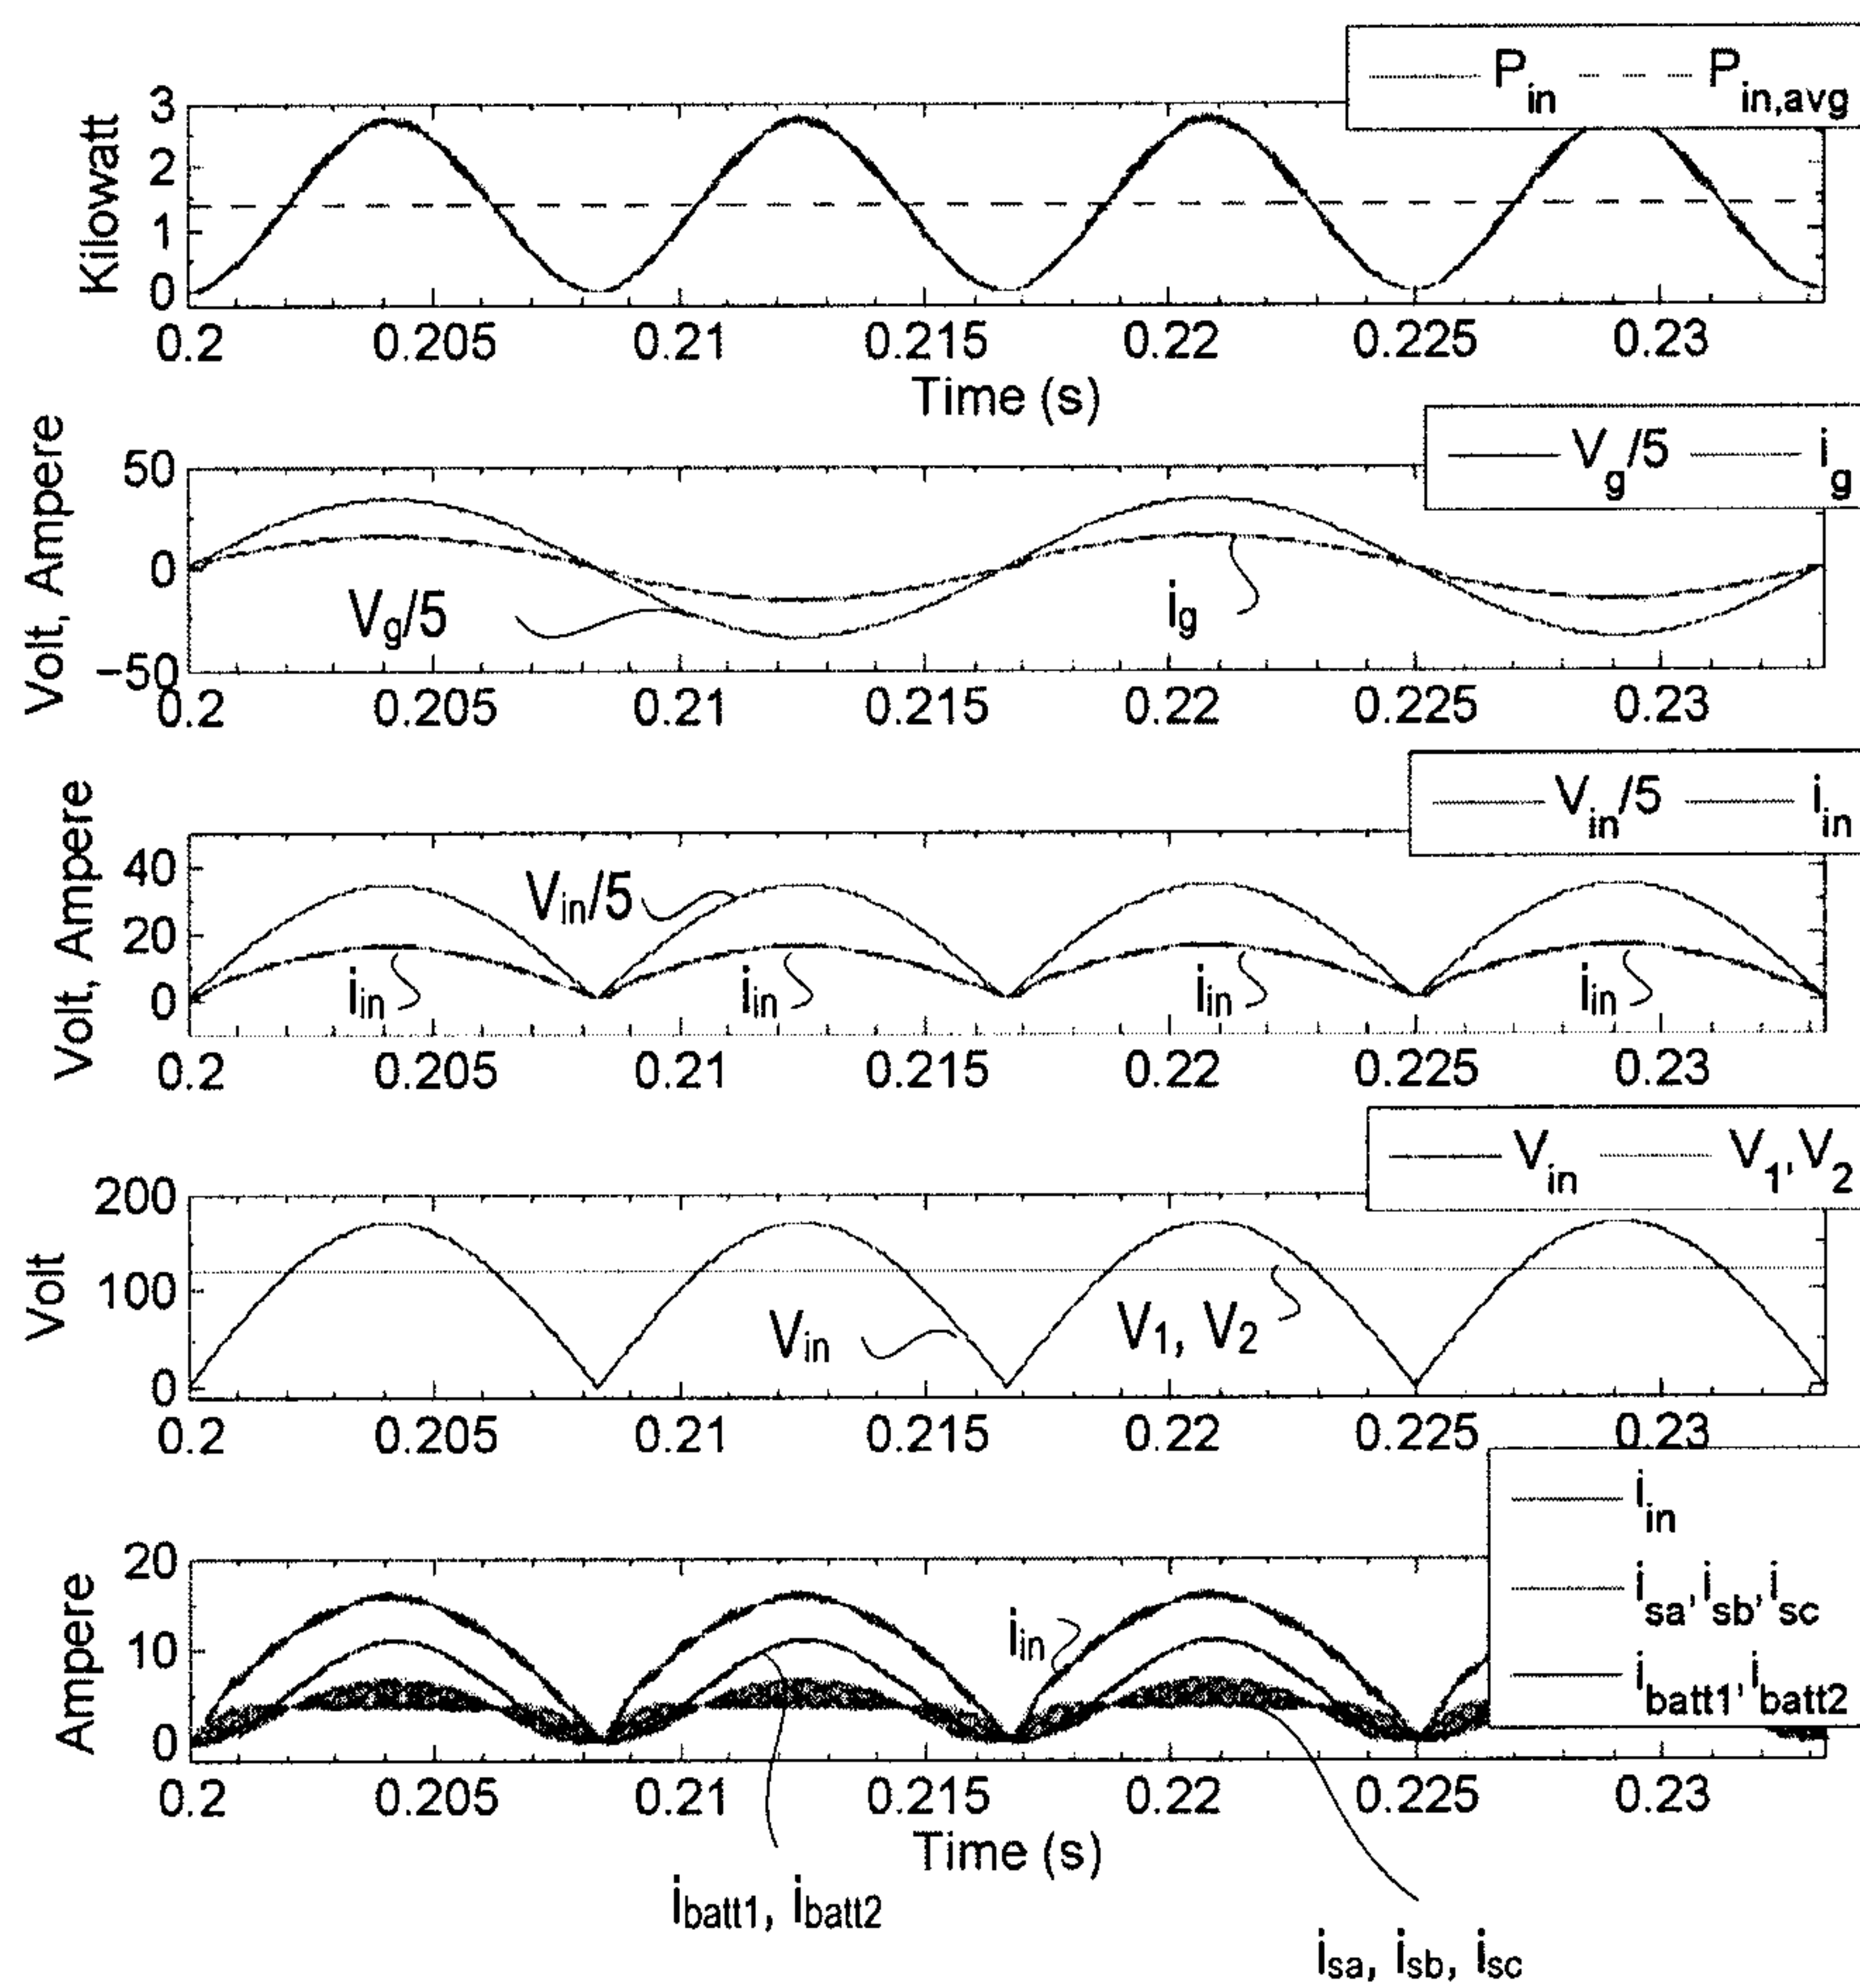 P_in P_in,avg
Kilowatt
3
2
1
0
0.2 0.205 0.21 0.215 0.22 0.225 0.23
Time (s)
V_g/5 i_g
Volt, Ampere
50
0
−50
V_g/5
i_g
0.2 0.205 0.21 0.215 0.22 0.225 0.23
V_in/5 i_in
Volt, Ampere
40
20
0
V_in/5
i_in i_in i_in i_in
0.2 0.205 0.21 0.215 0.22 0.225 0.23
V_in V_1, V_2
Volt
200
100
0
V_in
V_1, V_2
0.2 0.205 0.21 0.215 0.22 0.225 0.23
i_in
i_sa, i_sb, i_sc
i_batt1, i_batt2
Ampere
20
10
0
i_in
0.2 0.205 0.21 0.215 0.22 0.225 0.23
Time (s)
i_batt1, i_batt2
i_sa, i_sb, i_sc